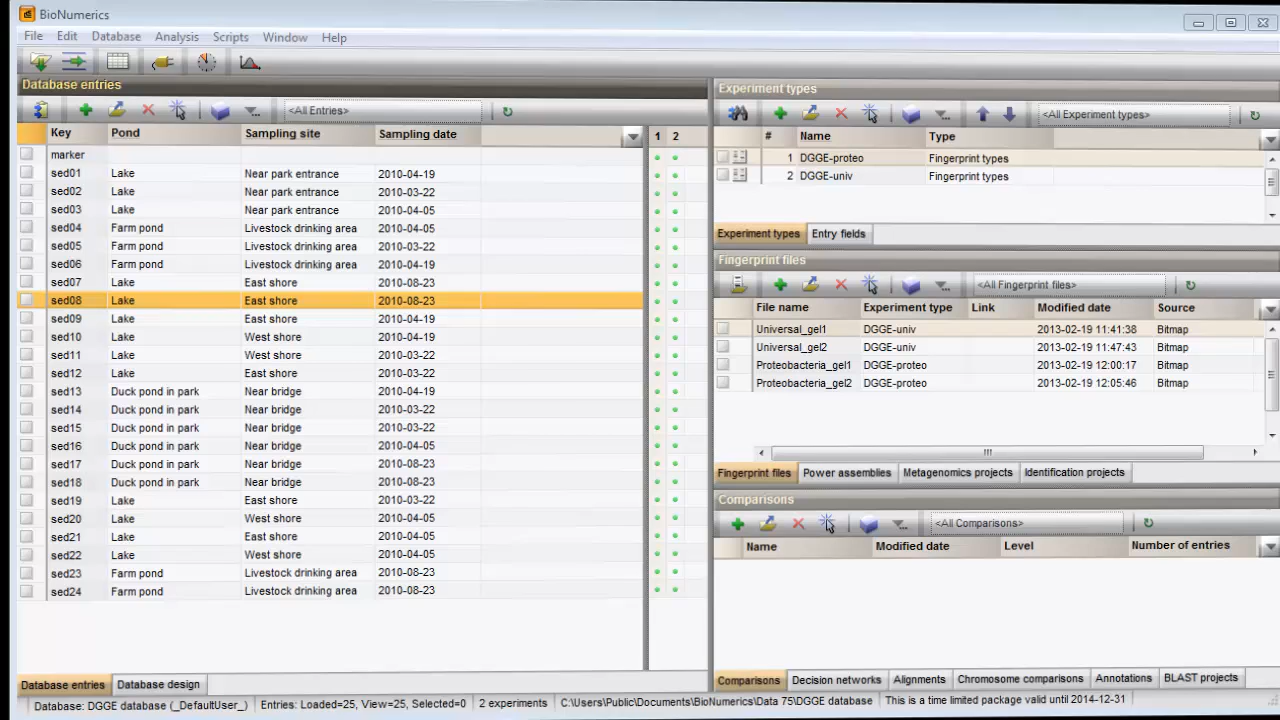 BioNumerics
File Edit Database Analysis Scripts Window Help
Database entries
<All Entries>
Key Pond Sampling site Sampling date 1 2
marker
sed01 Lake Near park entrance 2010-04-19
sed02 Lake Near park entrance 2010-03-22
sed03 Lake Near park entrance 2010-04-05
sed04 Farm pond Livestock drinking area 2010-04-05
sed05 Farm pond Livestock drinking area 2010-03-22
sed06 Farm pond Livestock drinking area 2010-04-19
sed07 Lake East shore 2010-08-23
sed08 Lake East shore 2010-08-23
sed09 Lake East shore 2010-04-19
sed10 Lake West shore 2010-04-19
sed11 Lake West shore 2010-03-22
sed12 Lake East shore 2010-04-19
sed13 Duck pond in park Near bridge 2010-04-19
sed14 Duck pond in park Near bridge 2010-03-22
sed15 Duck pond in park Near bridge 2010-03-22
sed16 Duck pond in park Near bridge 2010-04-05
sed17 Duck pond in park Near bridge 2010-08-23
sed18 Duck pond in park Near bridge 2010-08-23
sed19 Lake East shore 2010-03-22
sed20 Lake West shore 2010-04-05
sed21 Lake East shore 2010-04-05
sed22 Lake West shore 2010-04-05
sed23 Farm pond Livestock drinking area 2010-08-23
sed24 Farm pond Livestock drinking area 2010-08-23
Database entries Database design
Experiment types
<All Experiment types>
# Name Type
1 DGGE-proteo Fingerprint types
2 DGGE-univ Fingerprint types
Experiment types Entry fields
Fingerprint files
<All Fingerprint files>
File name Experiment type Link Modified date Source
Universal_gel1 DGGE-univ 2013-02-19 11:41:38 Bitmap
Universal_gel2 DGGE-univ 2013-02-19 11:47:43 Bitmap
Proteobacteria_gel1 DGGE-proteo 2013-02-19 12:00:17 Bitmap
Proteobacteria_gel2 DGGE-proteo 2013-02-19 12:05:46 Bitmap
Fingerprint files Power assemblies Metagenomics projects Identification projects
Comparisons
<All Comparisons>
Name Modified date Level Number of entries
Comparisons Decision networks Alignments Chromosome comparisons Annotations BLAST projects
Database: DGGE database (_DefaultUser_) Entries: Loaded=25, View=25, Selected=0 2 experiments C:\Users\Public\Documents\BioNumerics\Data 75\DGGE database This is a time limited package valid until 2014-12-31